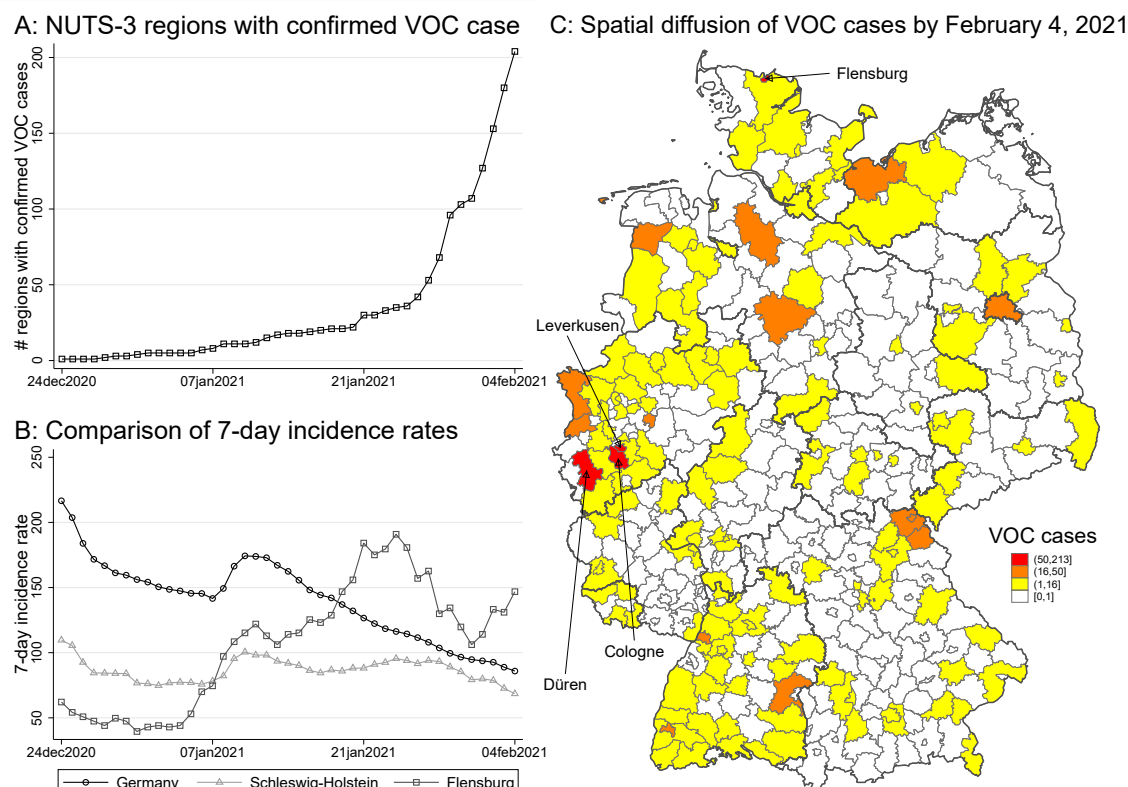 A: NUTS-3 regions with confirmed VOC case
# regions with confirmed VOC cases
200
150
100
50
0
24dec2020
07jan2021
21jan2021
04feb2021
B: Comparison of 7-day incidence rates
7-day incidence rate
250
200
150
100
50
24dec2020
07jan2021
21jan2021
04feb2021
Germany
Schleswig-Holstein
Flensburg
C: Spatial diffusion of VOC cases by February 4, 2021
Flensburg
Leverkusen
Cologne
Düren
VOC cases
(50,213]
(16,50]
(1,16]
[0,1]